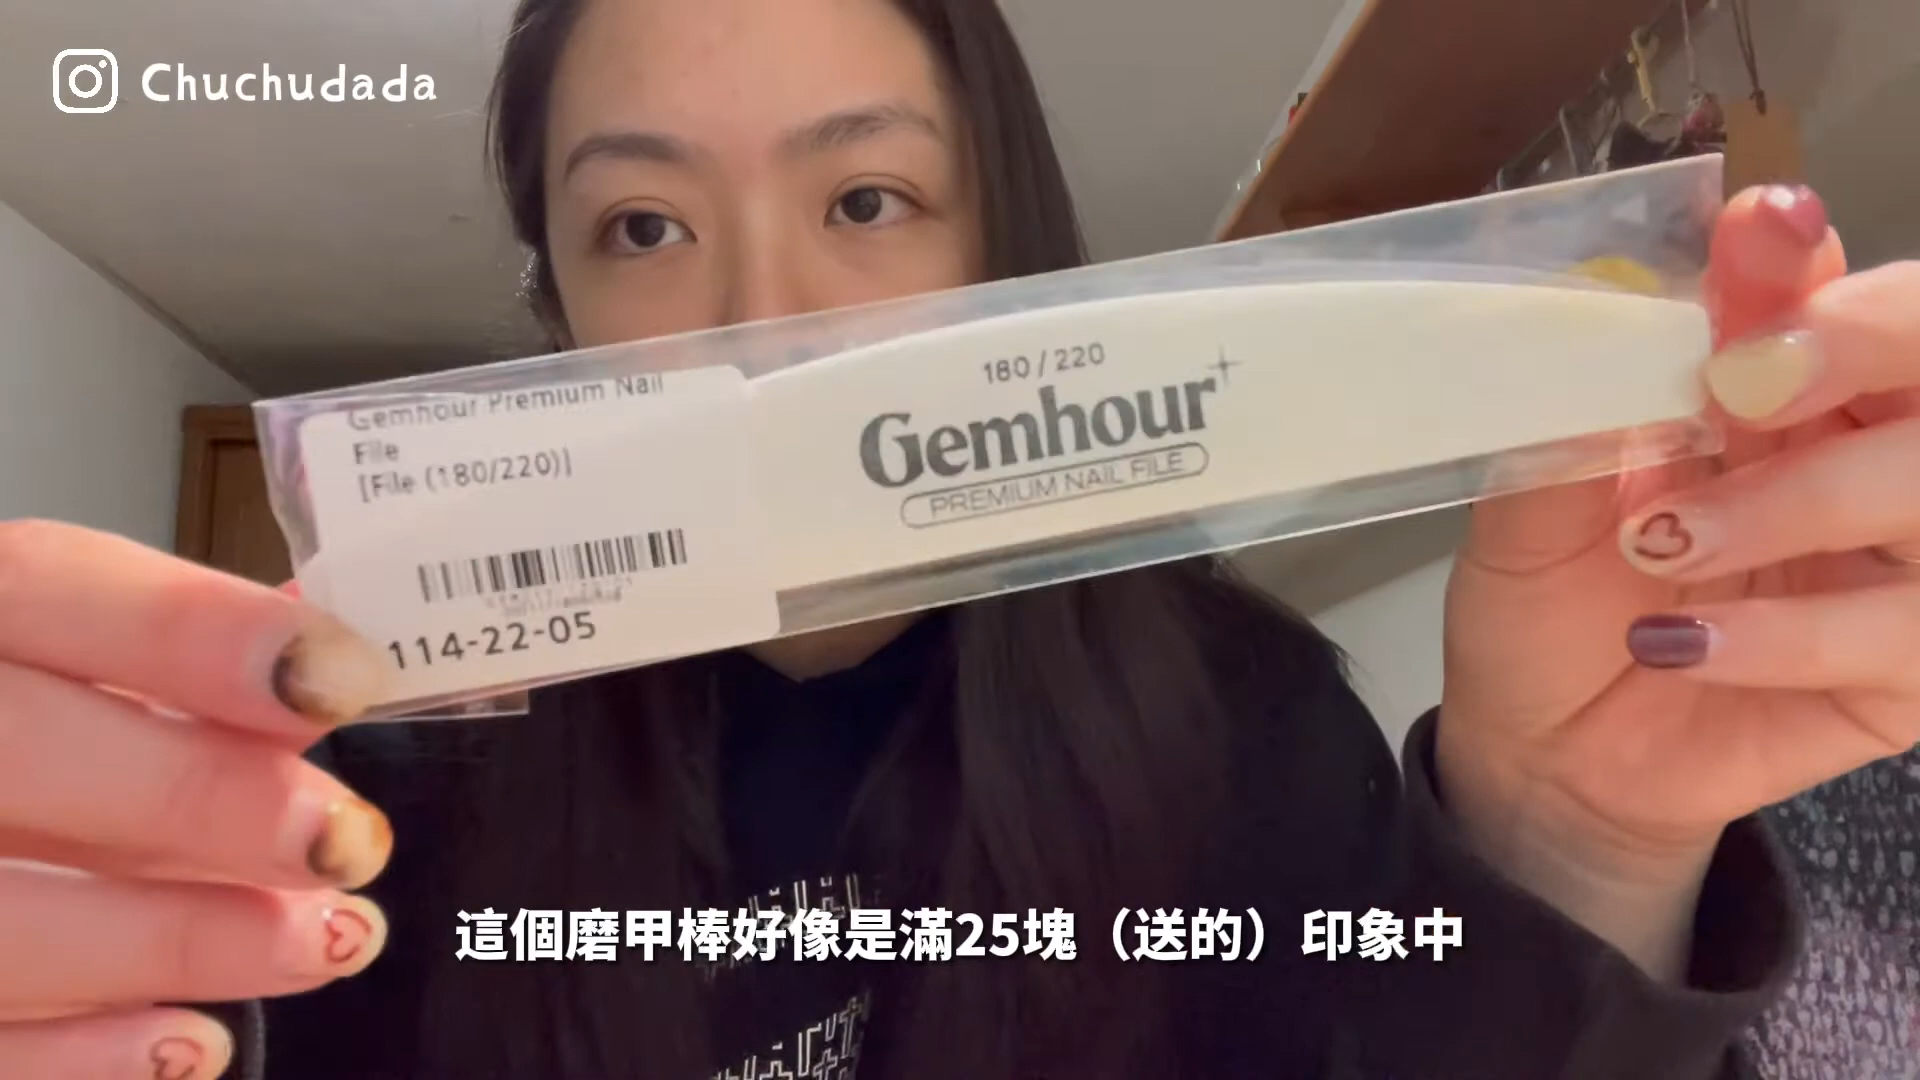 Chuchudada
180/220
Gemhour
PREMIUM NAIL FILE
Gemhour Premium Nail
File
[File (180/220)]
114-22-05
這個磨甲棒好像是滿25塊（送的）印象中